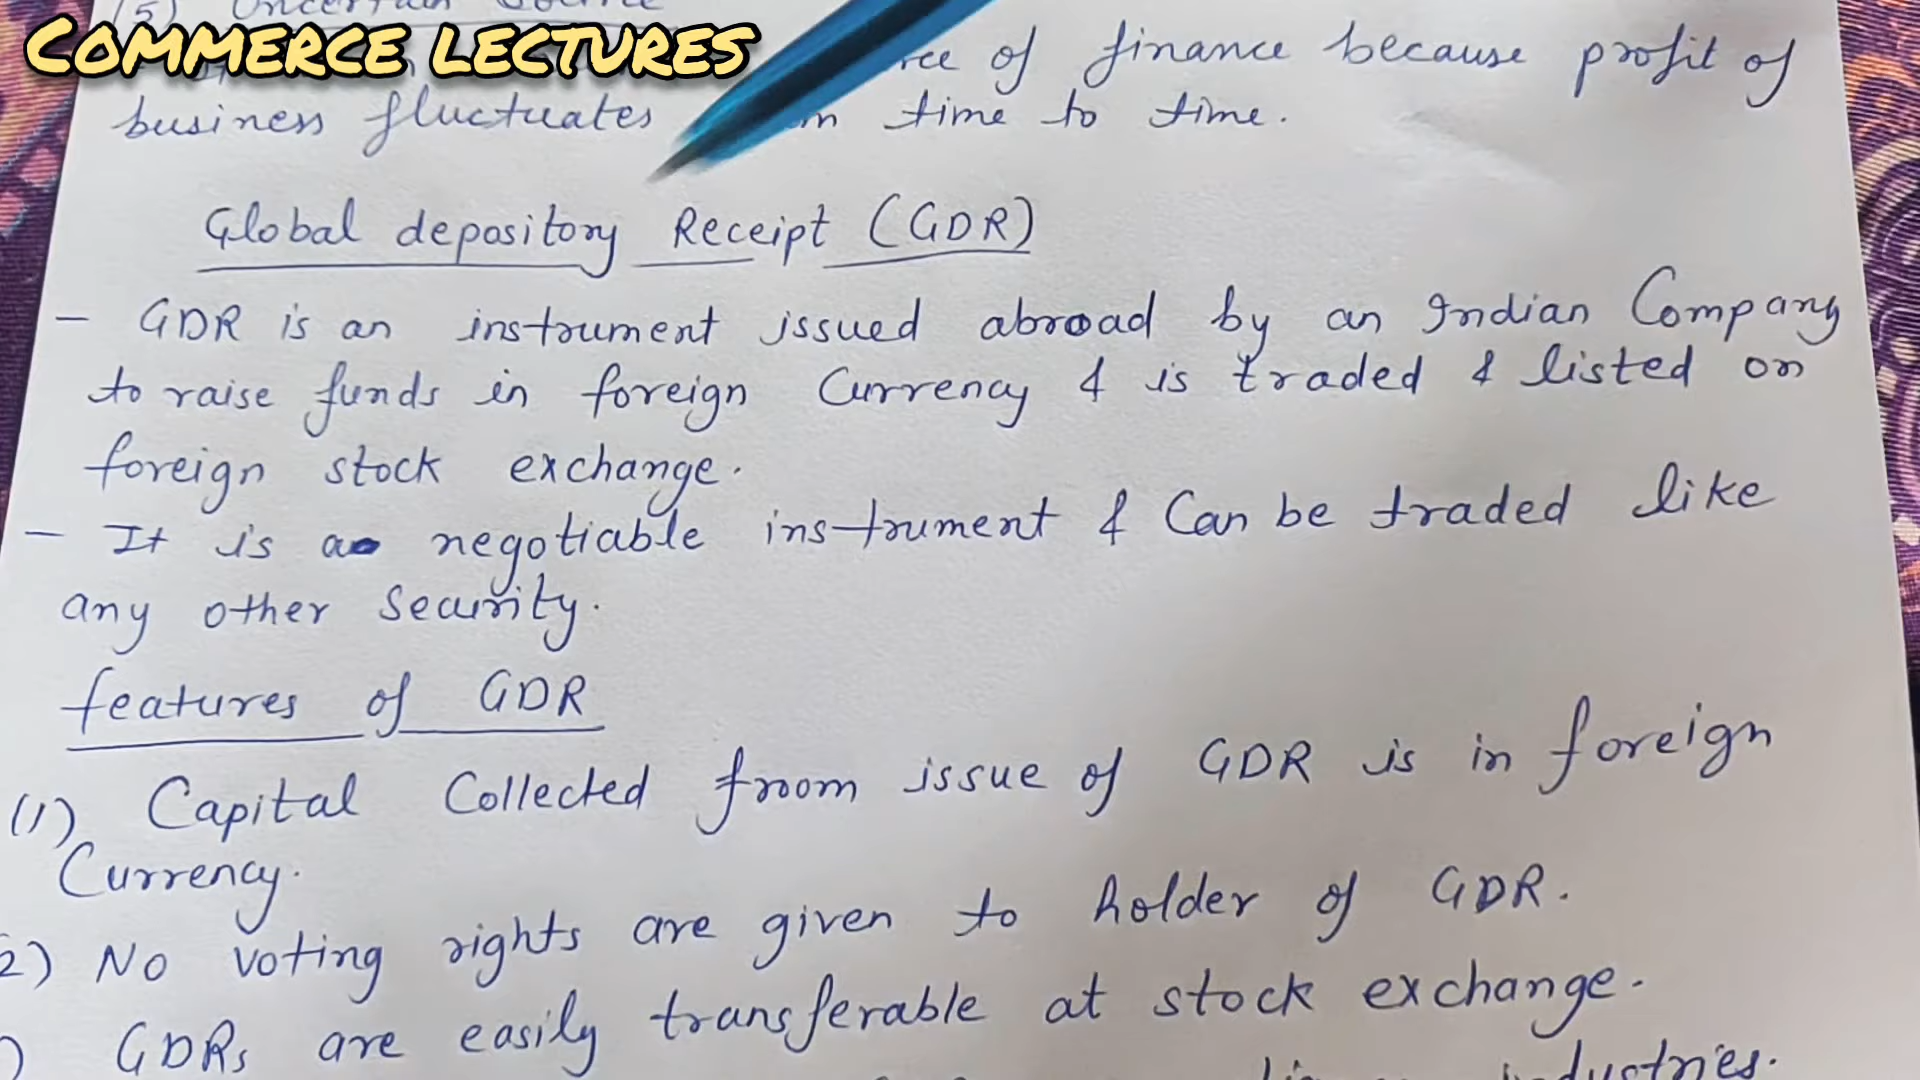 (5) Uncertain Source
COMMERCE LECTURES
of finance because profit of
business fluctuates time to time.
Global depository Receipt (GDR)
- GDR is an instrument issued abroad by an Indian Company
to raise funds in foreign Currency & is traded & listed on
foreign stock exchange.
- It is a negotiable instrument & Can be traded like
any other security.
features of GDR
(1) Capital Collected from issue of GDR is in foreign
Currency.
2) No voting rights are given to holder of GDR.
) GDRs are easily transferable at stock exchange.
industries.